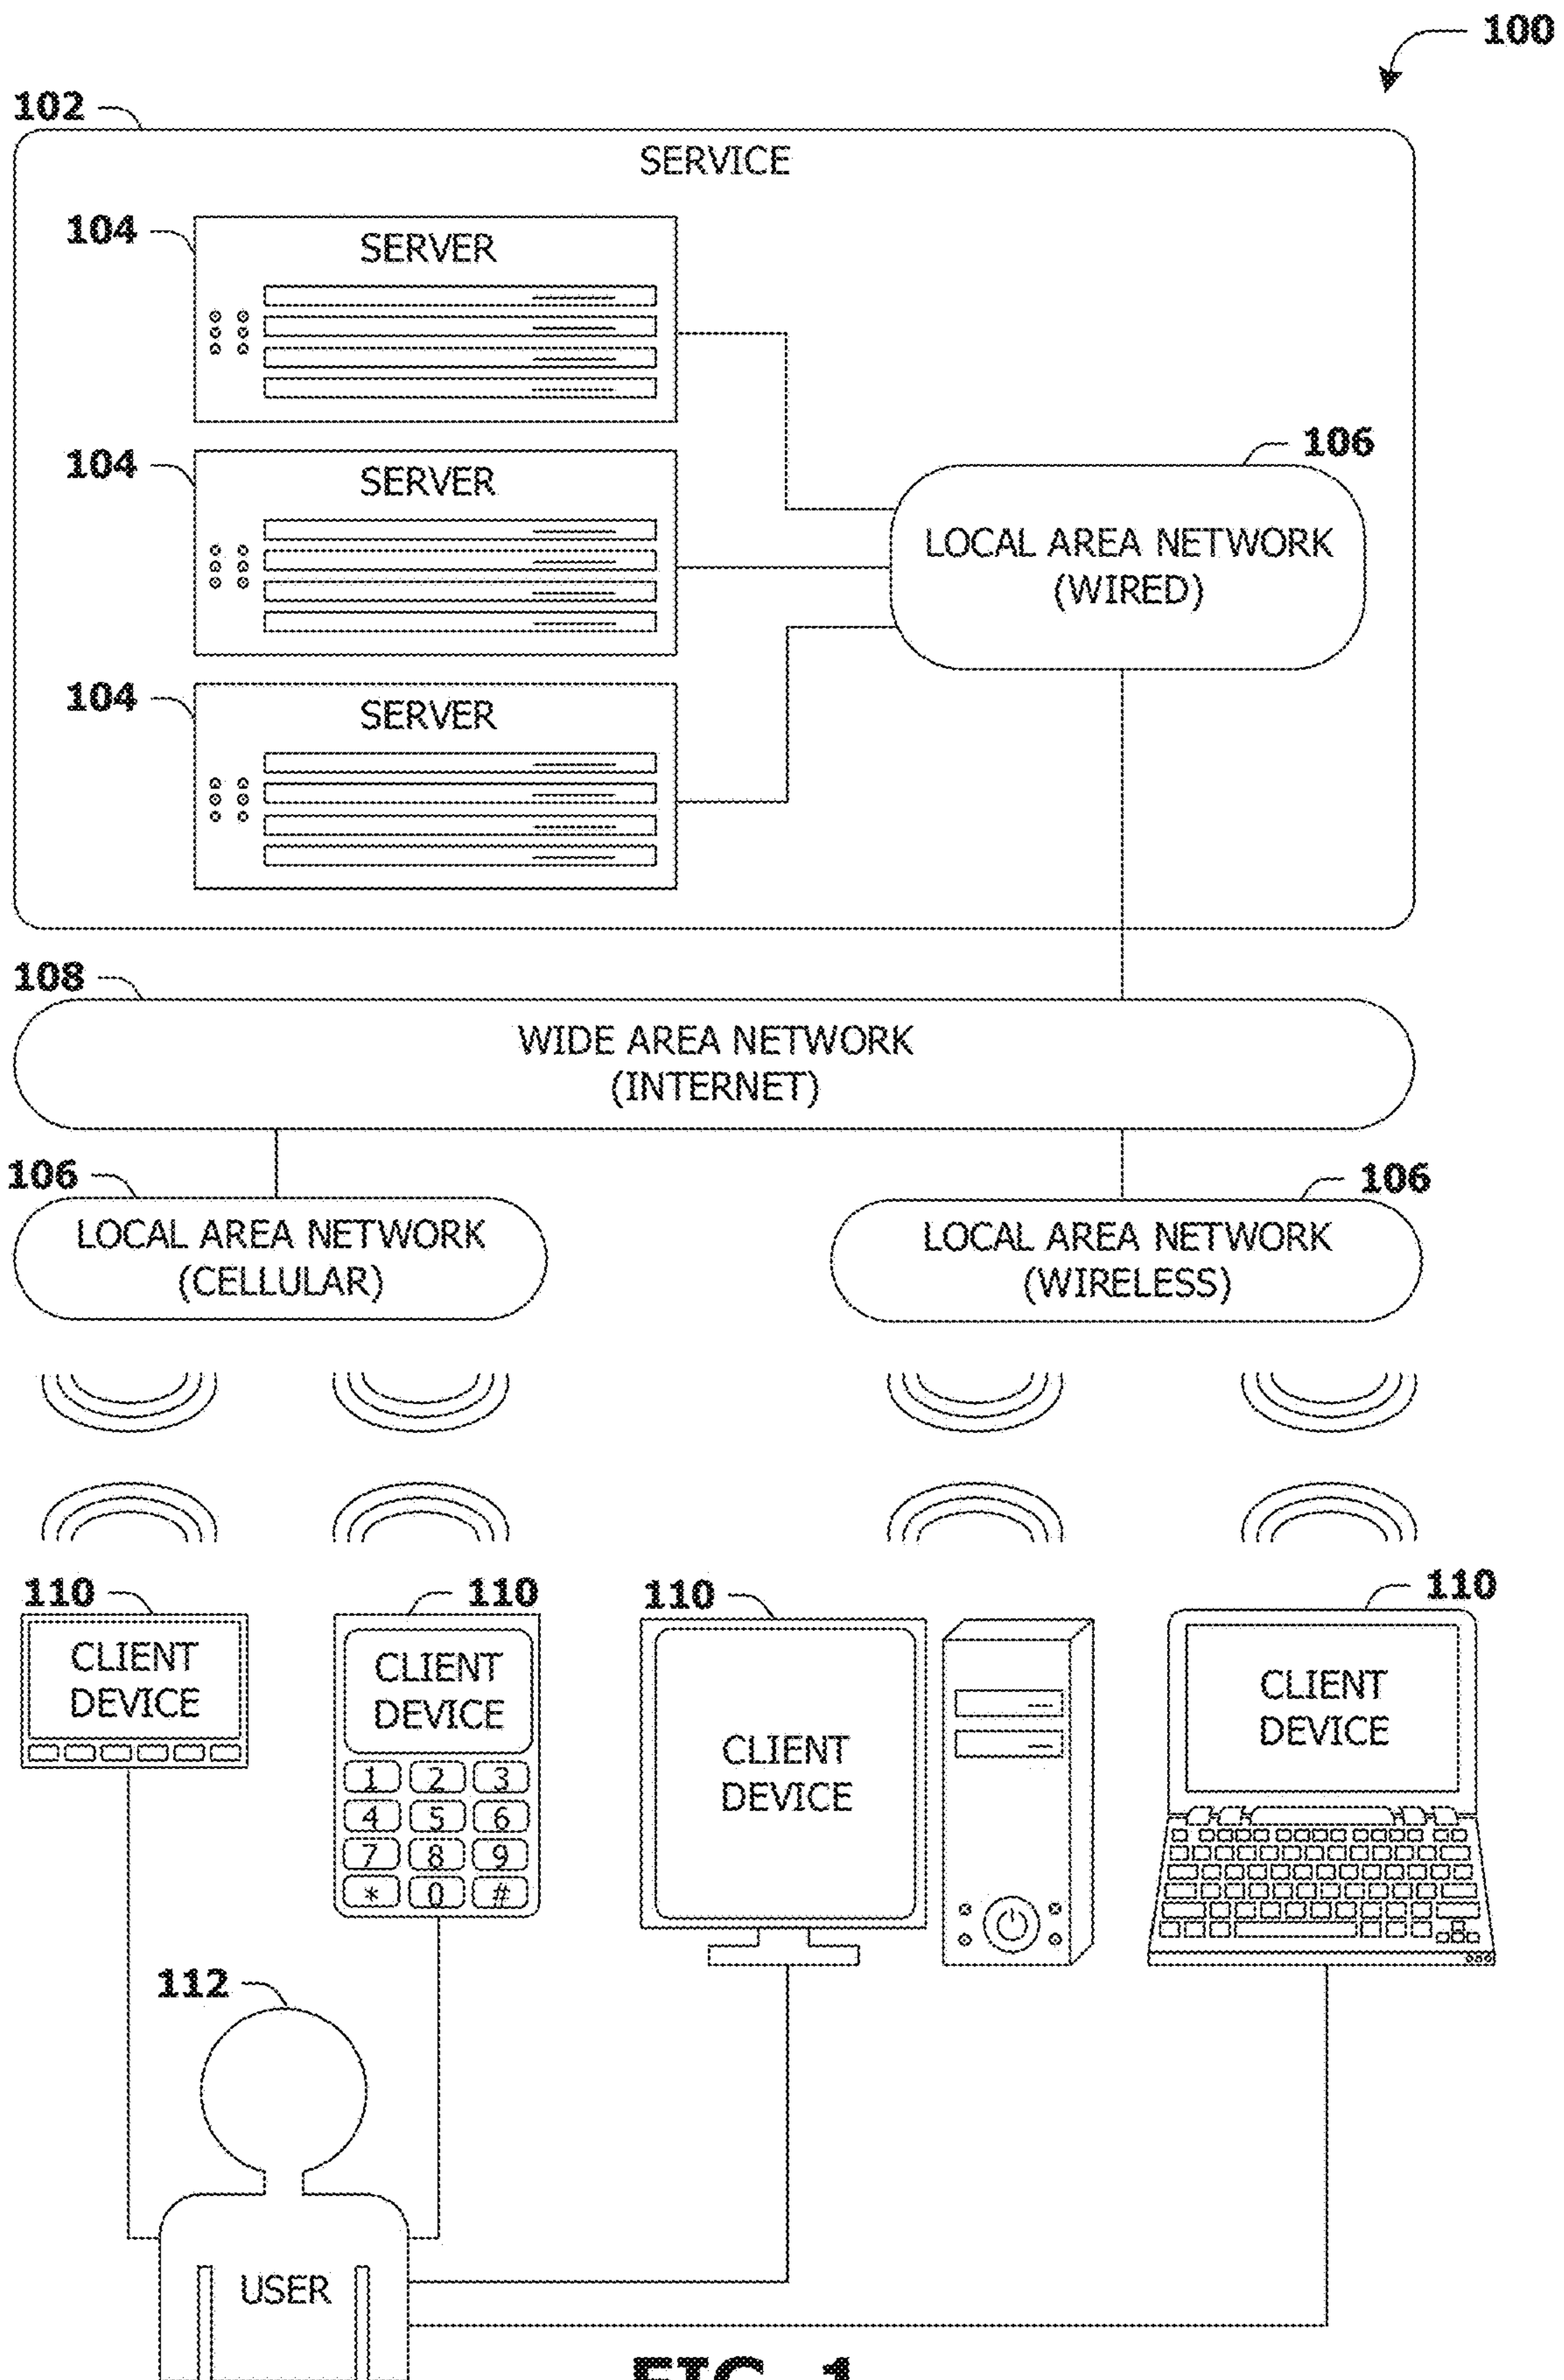 100
102
SERVICE
104
SERVER
104
SERVER
106
LOCAL AREA NETWORK
(WIRED)
104
SERVER
108
WIDE AREA NETWORK
(INTERNET)
106
LOCAL AREA NETWORK
(CELLULAR)
106
LOCAL AREA NETWORK
(WIRELESS)
110
CLIENT
DEVICE
110
CLIENT
DEVICE
1 2 3
4 5 6
7 8 9
* 0 #
110
CLIENT
DEVICE
110
CLIENT
DEVICE
112
USER
FIG. 1